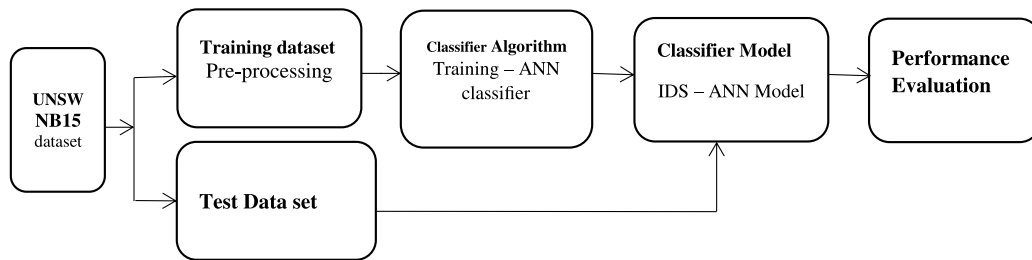 UNSW
NB15
dataset
Training dataset
Pre-processing
Classifier Algorithm
Training – ANN
classifier
Classifier Model
IDS – ANN Model
Performance
Evaluation
Test Data set